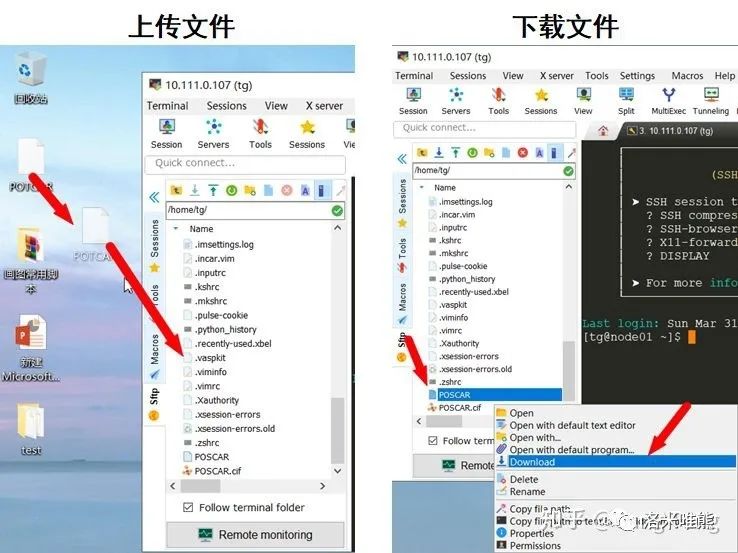 上传文件
下载文件
回收站
POTCAR
POTCA
画图常用脚
本
新建
Microsoft...
test
10.111.0.107 (tg)
Terminal Sessions View X server
Session Servers Tools Sessions Vie
Quick connect...
/home/tg/
Sessions
Tools
Macros
Sftp
Name
.imsettings.log
.incar.vim
.inputrc
.kshrc
.mkshrc
.pulse-cookie
.python_history
.recently-used.xbel
.vaspkit
.viminfo
.vimrc
.Xauthority
.xsession-errors
.xsession-errors.old
.zshrc
POSCAR
POSCAR.cif
Follow terminal folder
Remote monitoring
10.111.0.107 (tg)
Terminal Sessions View X server Tools Settings Macros Help
Session Servers Tools Sessions View Split MultiExec Tunneling
Quick connect...
3. 10.111.0.107 (tg)
/home/tg/
Sessions
Tools
Macros
Sftp
Name
.imsettings.log
.incar.vim
.inputrc
.kshrc
.mkshrc
.pulse-cookie
.python_history
.recently-used.xbel
.vaspkit
.viminfo
.vimrc
.Xauthority
.xsession-errors
.xsession-errors.old
.zshrc
POSCAR
POSCAR.cif
Follow term
Remote
(SSH
➤ SSH session t
? SSH compres
? SSH-browser
? X11-forward
? DISPLAY
➤ For more info
Last login: Sun Mar 31
[tg@node01 ~]$
Open
Open with default text editor
Open with...
Open with default program...
Download
Delete
Rename
Copy file path
Copy file path to te
Properties
Permissions
知乎
洛米唯熊